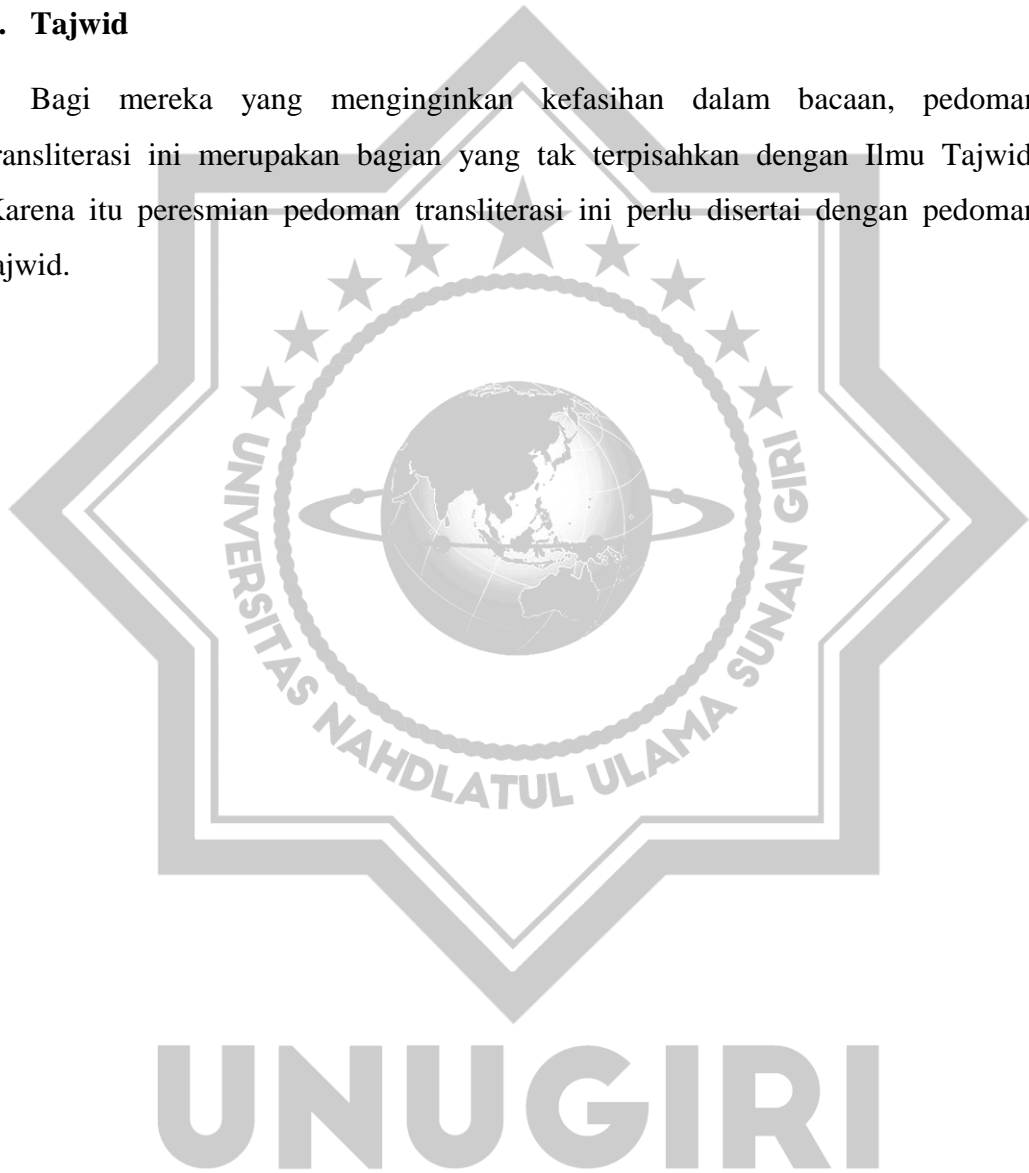 . Tajwid
Bagi mereka yang menginginkan kefasihan dalam bacaan, pedoman
ransliterasi ini merupakan bagian yang tak terpisahkan dengan Ilmu Tajwid
Karena itu peresmian pedoman transliterasi ini perlu disertai dengan pedoman
ajwid.
UNIVERSITAS NAHDLATUL ULAMA SUNAN GIRI
UNUGIRI